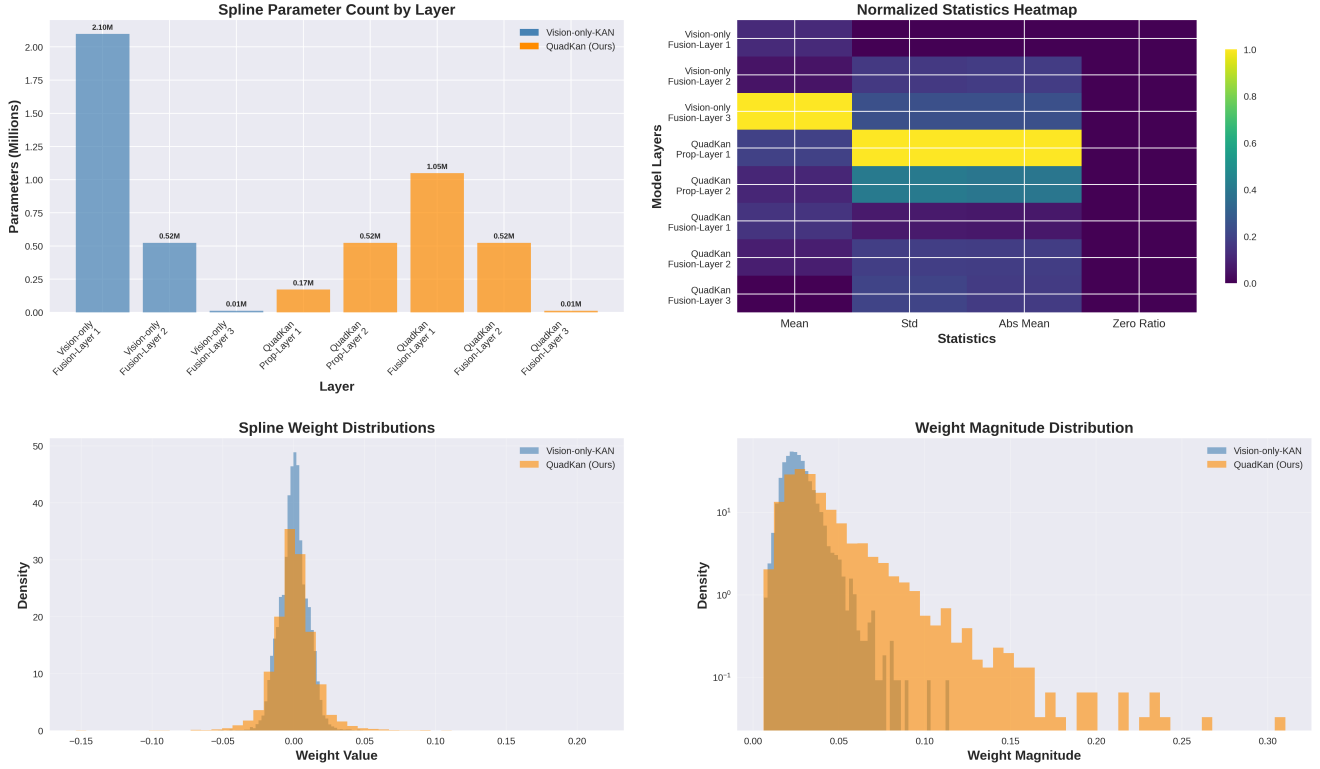 Spline Parameter Count by Layer
Parameters (Millions)
2.00
1.75
1.50
1.25
1.00
0.75
0.50
0.25
0.00
2.10M
0.52M
0.01M
0.17M
0.52M
1.05M
0.52M
0.01M
Vision-only-KAN
QuadKan (Ours)
Vision-only
Fusion-Layer 1
Vision-only
Fusion-Layer 2
Vision-only
Fusion-Layer 3
QuadKan
Prop-Layer 1
QuadKan
Prop-Layer 2
QuadKan
Fusion-Layer 1
QuadKan
Fusion-Layer 2
QuadKan
Fusion-Layer 3
Layer
Normalized Statistics Heatmap
Model Layers
Vision-only
Fusion-Layer 1
Vision-only
Fusion-Layer 2
Vision-only
Fusion-Layer 3
QuadKan
Prop-Layer 1
QuadKan
Prop-Layer 2
QuadKan
Fusion-Layer 1
QuadKan
Fusion-Layer 2
QuadKan
Fusion-Layer 3
Mean
Std
Abs Mean
Zero Ratio
Statistics
1.0
0.8
0.6
0.4
0.2
0.0
Spline Weight Distributions
Density
50
40
30
20
10
0
Vision-only-KAN
QuadKan (Ours)
−0.15
−0.10
−0.05
0.00
0.05
0.10
0.15
0.20
Weight Value
Weight Magnitude Distribution
Density
10¹
10⁰
10⁻¹
Vision-only-KAN
QuadKan (Ours)
0.00
0.05
0.10
0.15
0.20
0.25
0.30
Weight Magnitude